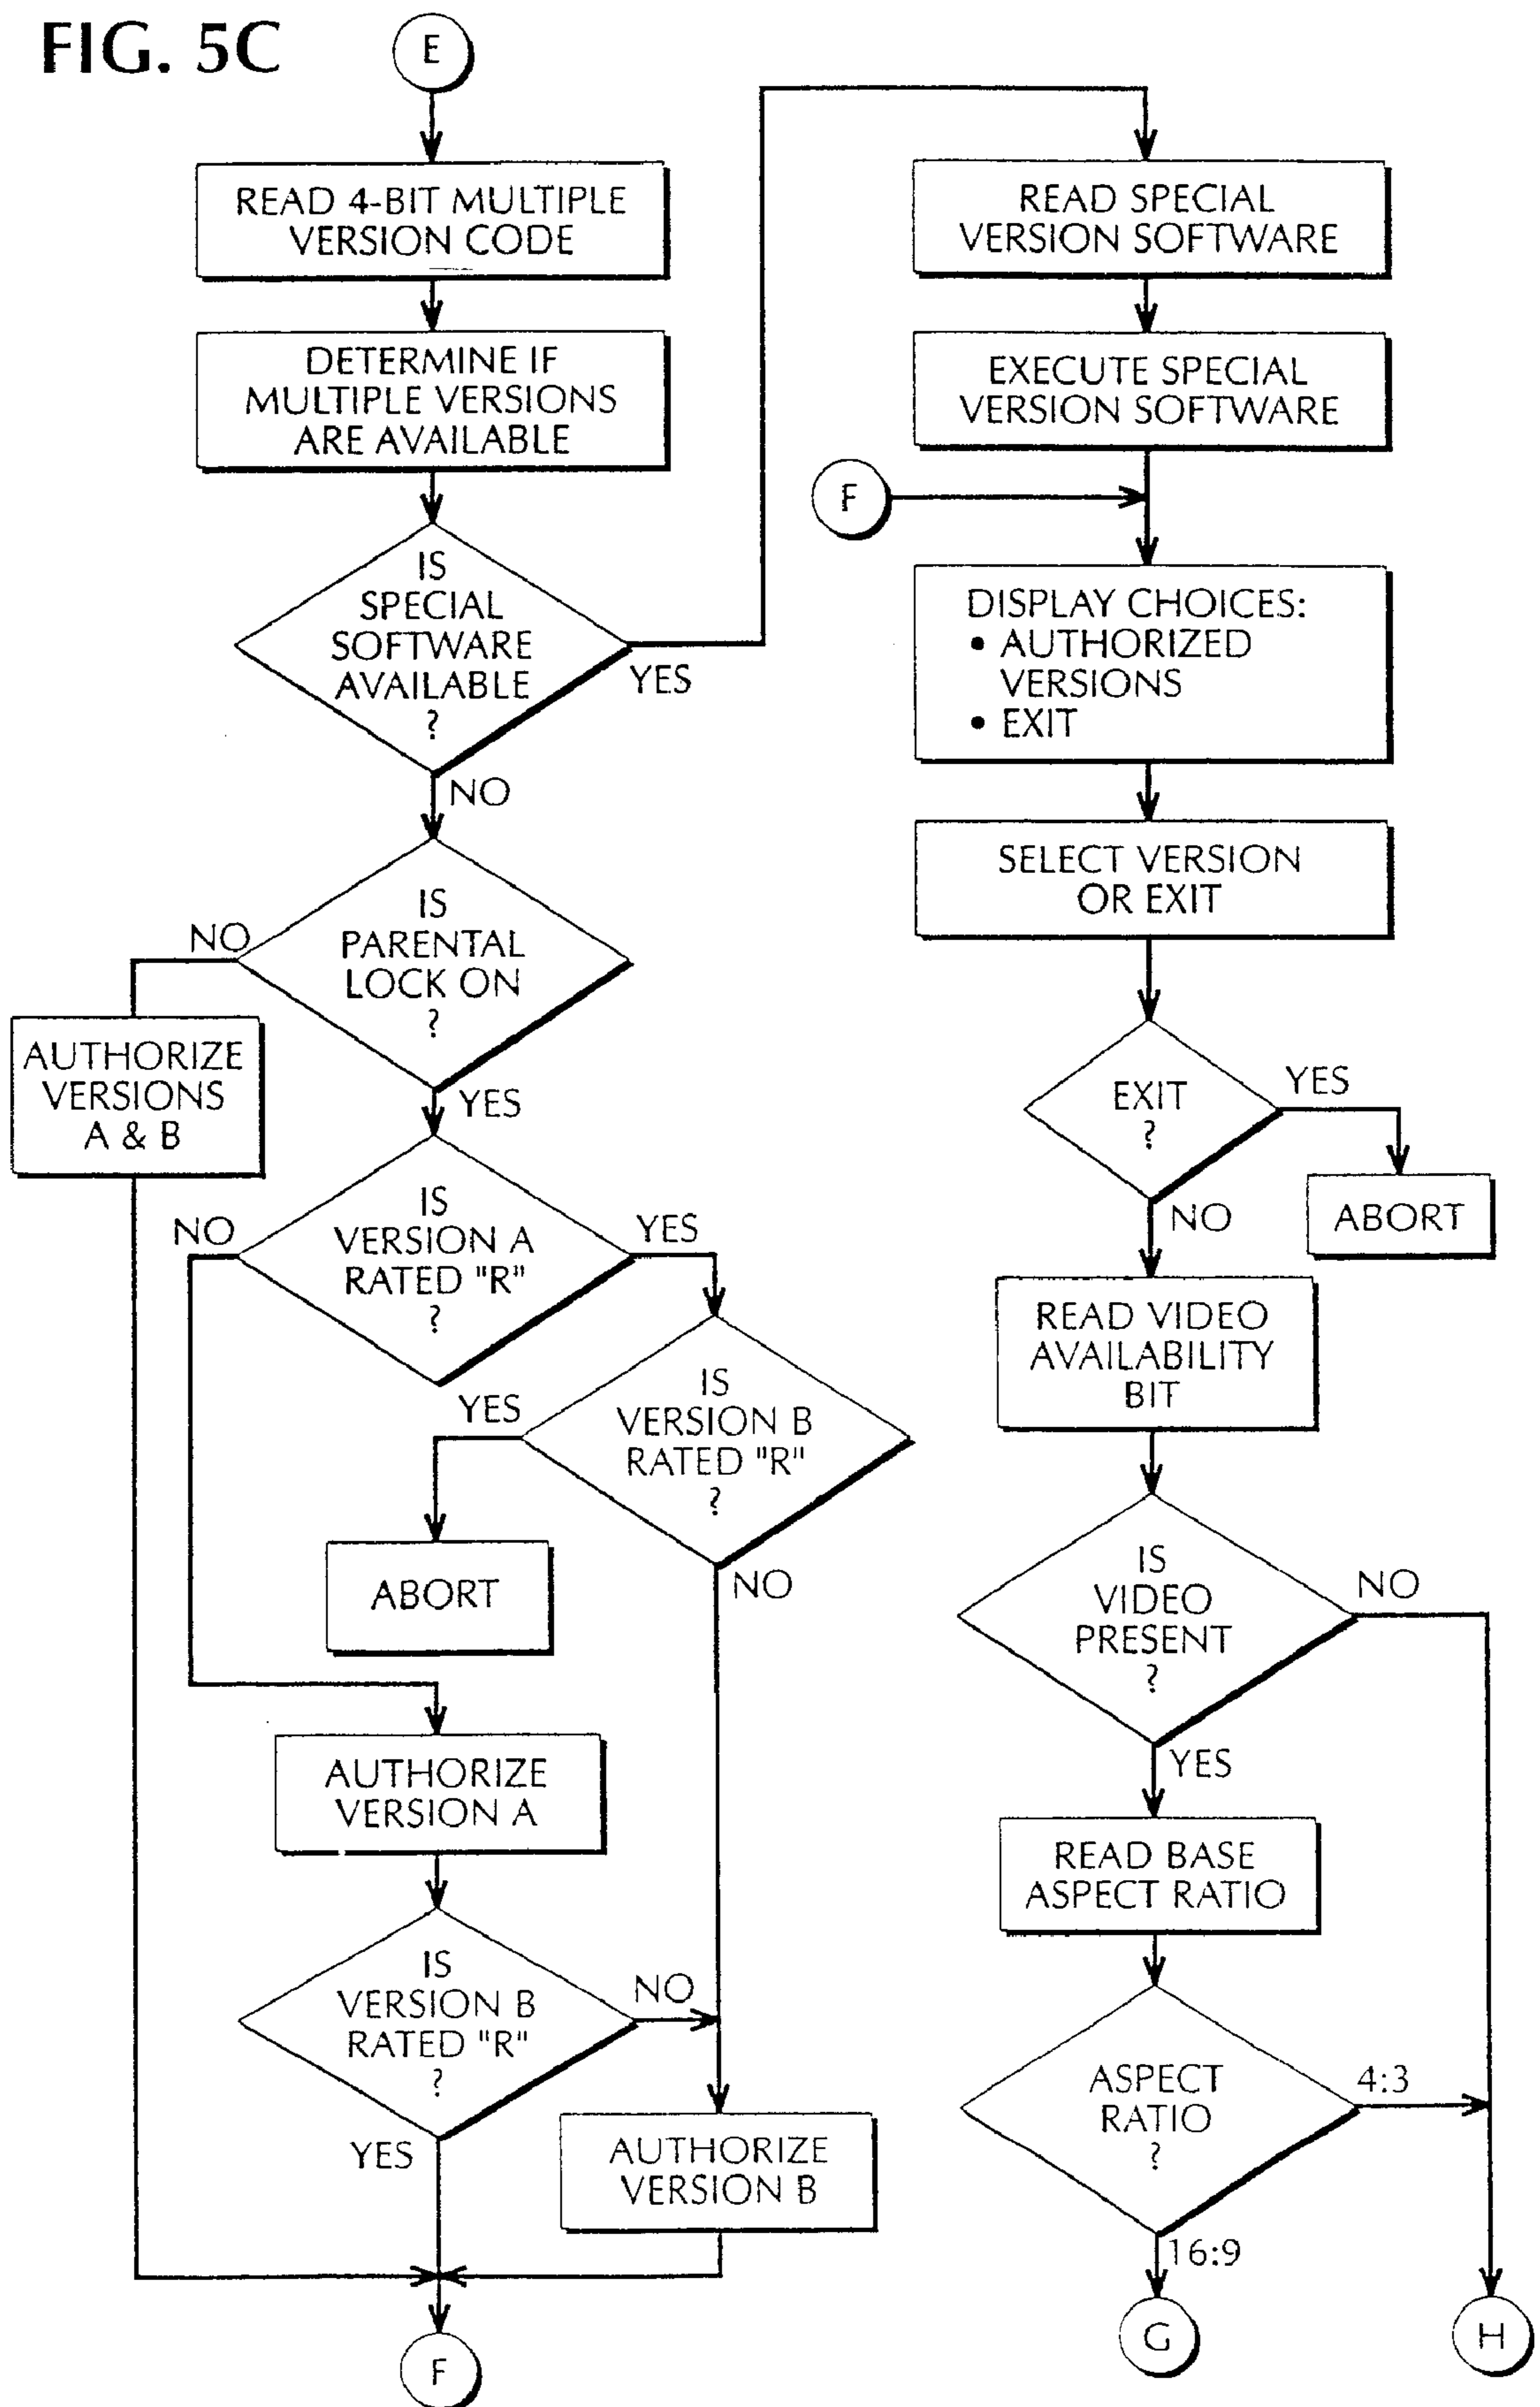 FIG. 5C
E
READ 4-BIT MULTIPLE
VERSION CODE
DETERMINE IF
MULTIPLE VERSIONS
ARE AVAILABLE
IS
SPECIAL
SOFTWARE
AVAILABLE
?
YES
NO
IS
PARENTAL
LOCK ON
?
NO
YES
AUTHORIZE
VERSIONS
A & B
IS
VERSION A
RATED "R"
?
NO
YES
IS
VERSION B
RATED "R"
?
YES
NO
ABORT
AUTHORIZE
VERSION A
IS
VERSION B
RATED "R"
?
NO
YES
AUTHORIZE
VERSION B
F
READ SPECIAL
VERSION SOFTWARE
EXECUTE SPECIAL
VERSION SOFTWARE
F
DISPLAY CHOICES:
• AUTHORIZED
VERSIONS
• EXIT
SELECT VERSION
OR EXIT
EXIT
?
YES
NO
ABORT
READ VIDEO
AVAILABILITY
BIT
IS
VIDEO
PRESENT
?
NO
YES
READ BASE
ASPECT RATIO
ASPECT
RATIO
?
4:3
16:9
G
H